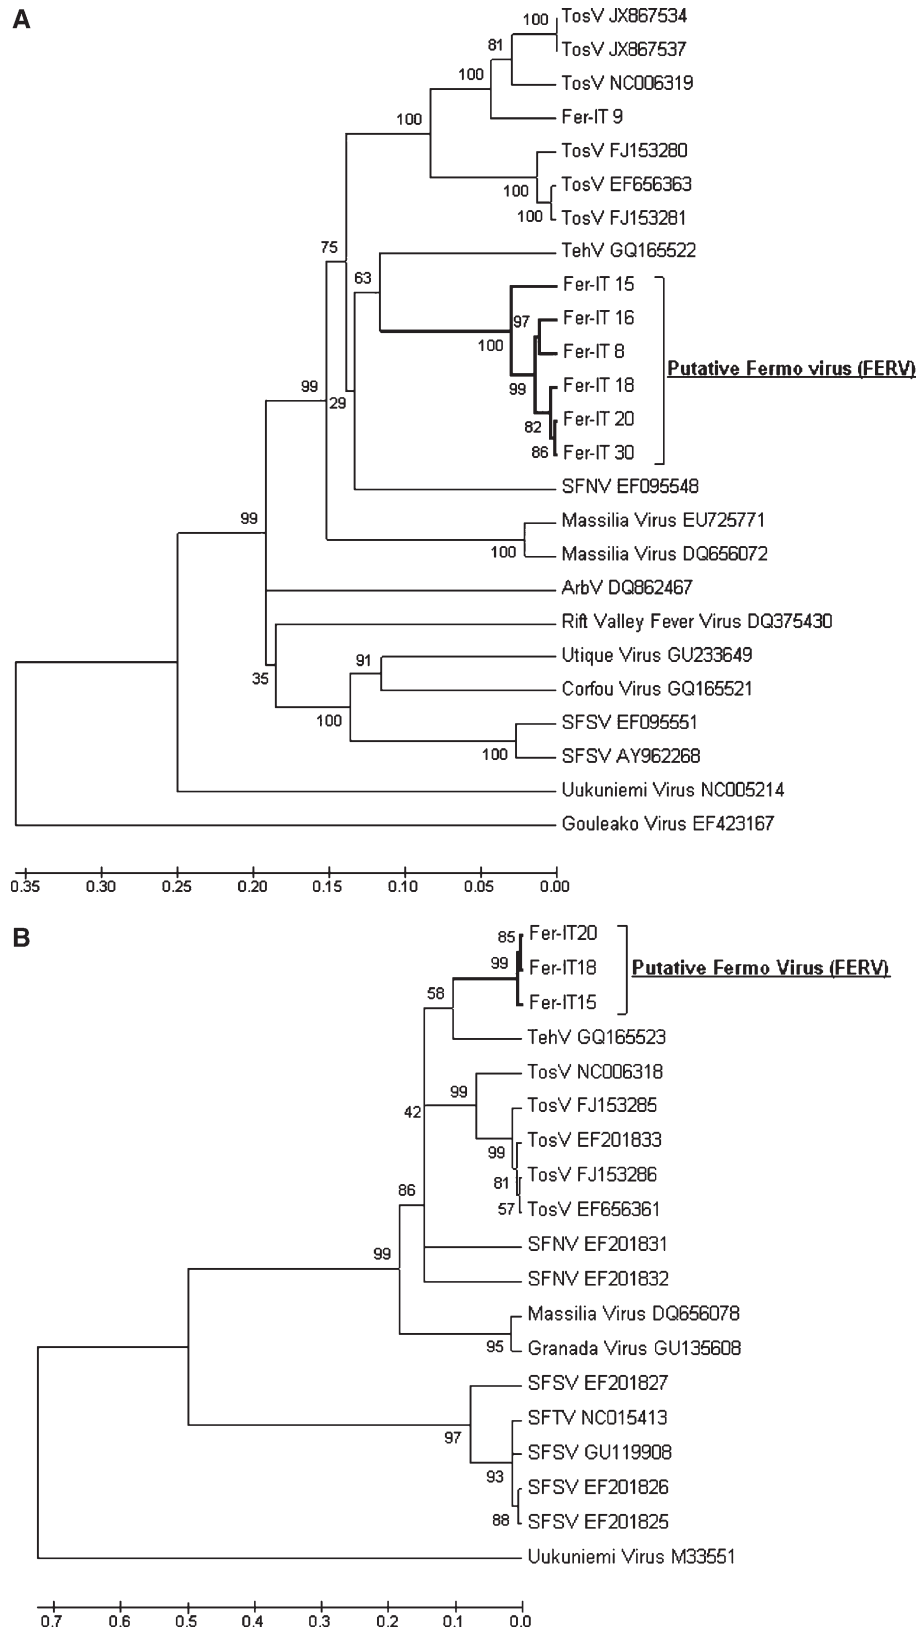 A
100 TosV JX867534
81 TosV JX867537
100 TosV NC006319
100 Fer-IT 9
TosV FJ153280
100 TosV EF656363
100 TosV FJ153281
75 TehV GQ165522
63 Fer-IT 15
97 Fer-IT 16
100 Fer-IT 8
Putative Fermo virus (FERV)
99 Fer-IT 18
99
29
82 Fer-IT 20
86 Fer-IT 30
SFNV EF095548
99 Massilia Virus EU725771
100 Massilia Virus DQ656072
ArbV DQ862467
Rift Valley Fever Virus DQ375430
91 Utique Virus GU233649
35 Corfou Virus GQ165521
100 SFSV EF095551
100 SFSV AY962268
Uukuniemi Virus NC005214
Gouleako Virus EF423167
0.35 0.30 0.25 0.20 0.15 0.10 0.05 0.00
B
85 Fer-IT20
99 Fer-IT18
Putative Fermo Virus (FERV)
58 Fer-IT15
TehV GQ165523
99 TosV NC006318
42 TosV FJ153285
99 TosV EF201833
81 TosV FJ153286
86 57 TosV EF656361
99 SFNV EF201831
SFNV EF201832
Massilia Virus DQ656078
95 Granada Virus GU135608
SFSV EF201827
97 SFTV NC015413
93 SFSV GU119908
SFSV EF201826
88 SFSV EF201825
Uukuniemi Virus M33551
0.7 0.6 0.5 0.4 0.3 0.2 0.1 0.0